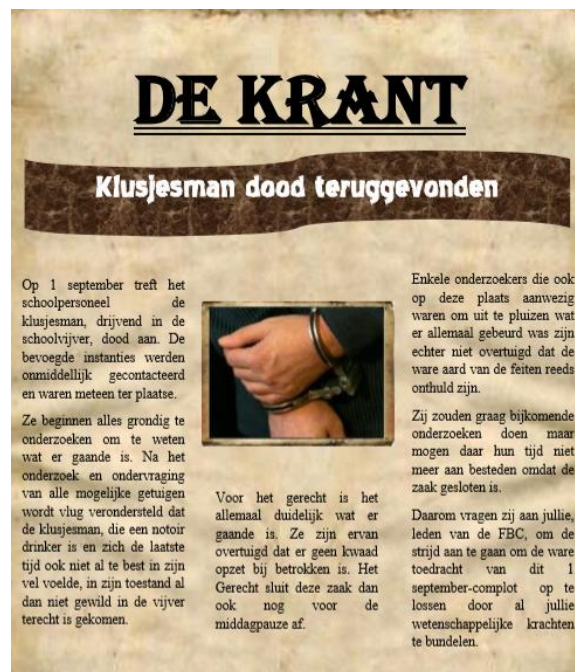 DE KRANT
Klusjesman dood teruggevonden
Op 1 september treft het
schoolpersoneel de
klusjesman, drijvend in de
schoolvijver, dood aan. De
bevoegde instanties werden
onmiddellijk gecontacteerd
en waren meteen ter plaatse.
Ze beginnen alles grondig te
onderzoeken om te weten
wat er gaande is. Na het
onderzoek en ondervraging
van alle mogelijke getuigen
wordt vlug verondersteld dat
de klusjesman, die een notoir
drinker is en zich de laatste
tijd ook niet al te best in zijn
vel voelde, in zijn toestand al
dan niet gewild in de vijver
terecht is gekomen.
Voor het gerecht is het
allemaal duidelijk wat er
gaande is. Ze zijn ervan
overtuigd dat er geen kwaad
opzet bij betrokken is. Het
Gerecht sluit deze zaak dan
ook nog voor de
middagpauze af.
Enkele onderzoekers die ook
op deze plaats aanwezig
waren om uit te pluizen wat
er allemaal gebeurd was zijn
echter niet overtuigd dat de
ware aard van de feiten reeds
onthuld zijn.
Zij zouden graag bijkomende
onderzoeken doen maar
mogen daar hun tijd niet
meer aan besteden omdat de
zaak gesloten is.
Daarom vragen zij aan jullie,
leden van de FBC, om de
strijd aan te gaan om de ware
toedracht van dit 1
september-complot op te
lossen door al jullie
wetenschappelijke krachten
te bundelen.